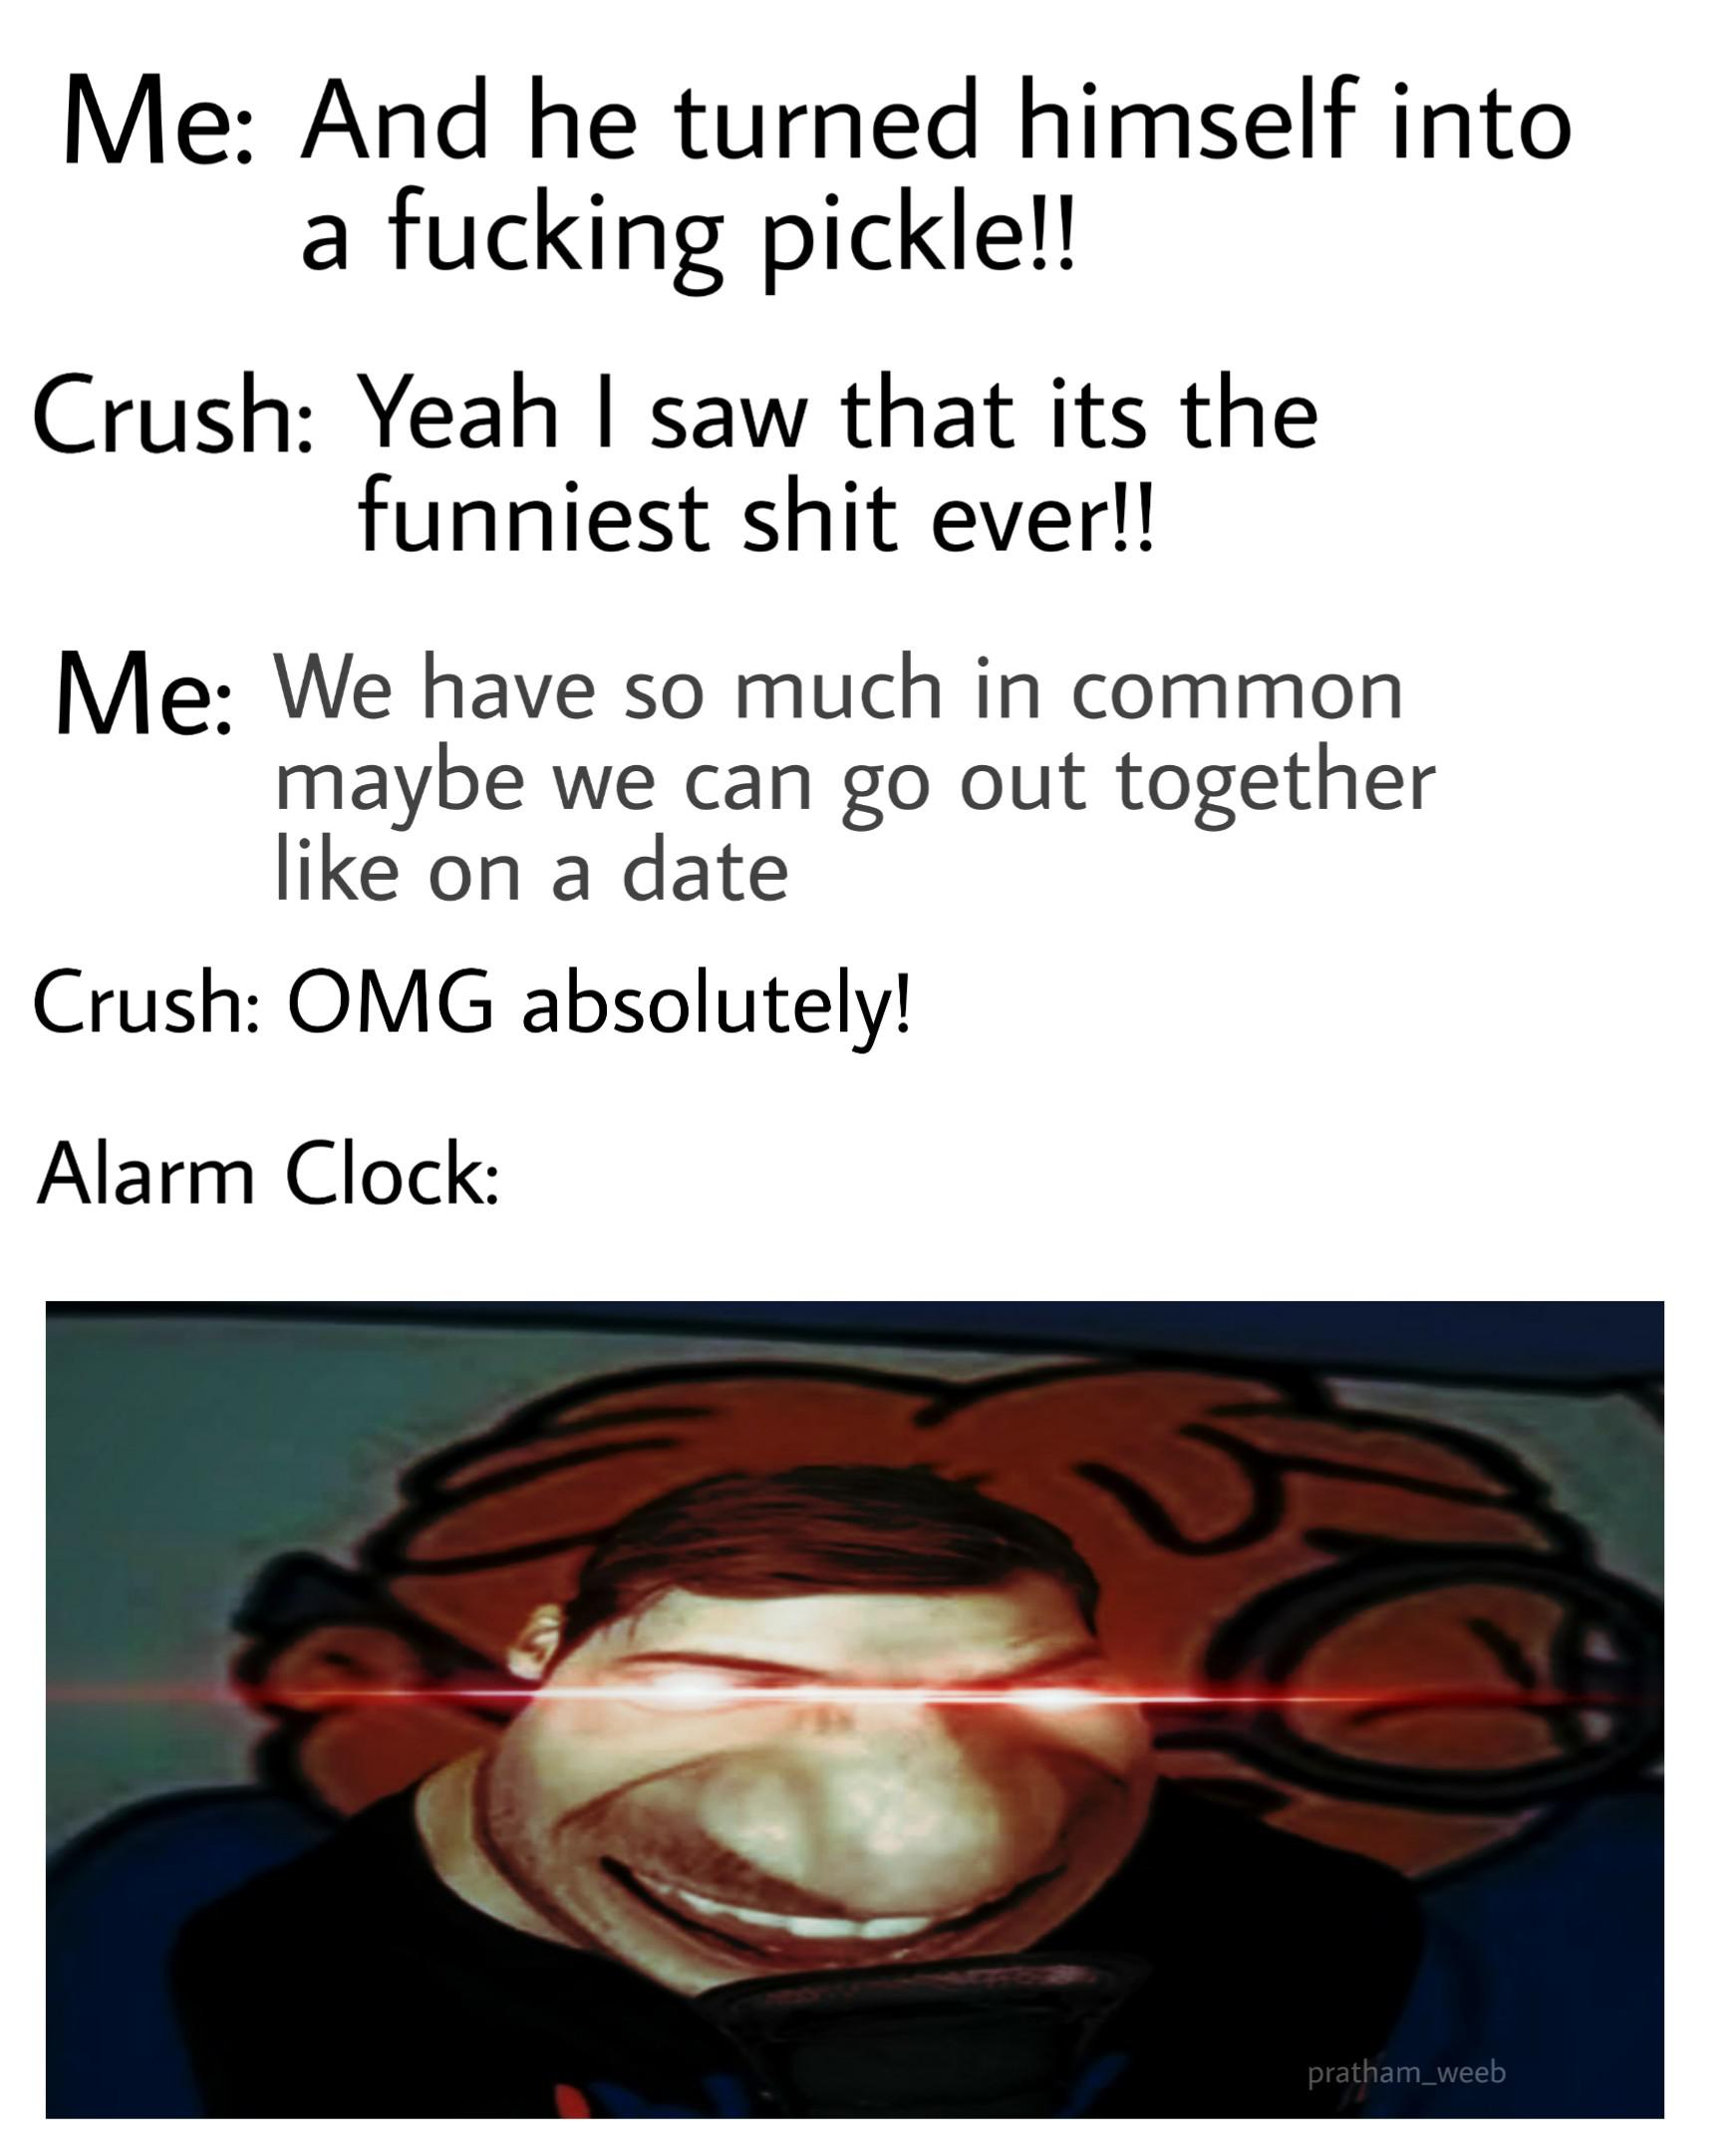 Me: And he turned himself into
a fucking pickle!!
Crush: Yeah I saw that its the
funniest shit ever!!
Me: We have so much in common
maybe we can go out together
like on a date
Crush: OMG absolutely!
Alarm Clock:
pratham_weeb